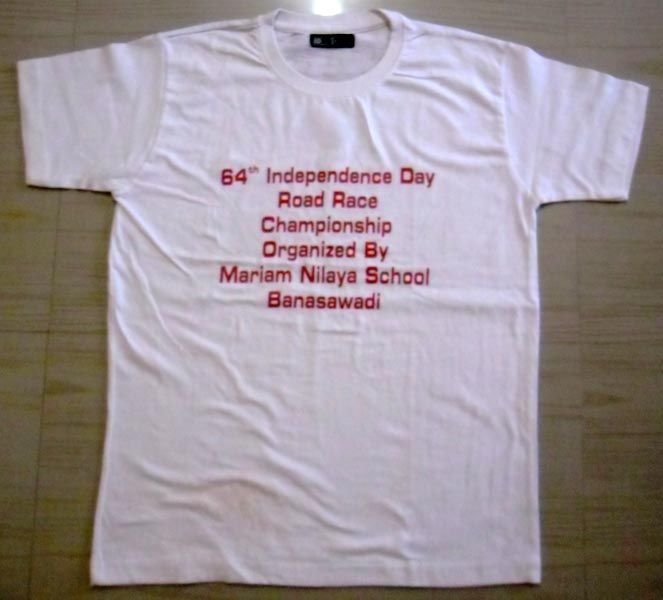 64th Independence Day
Road Race
Championship
Organized By
Mariam Nilaya School
Banasawadi